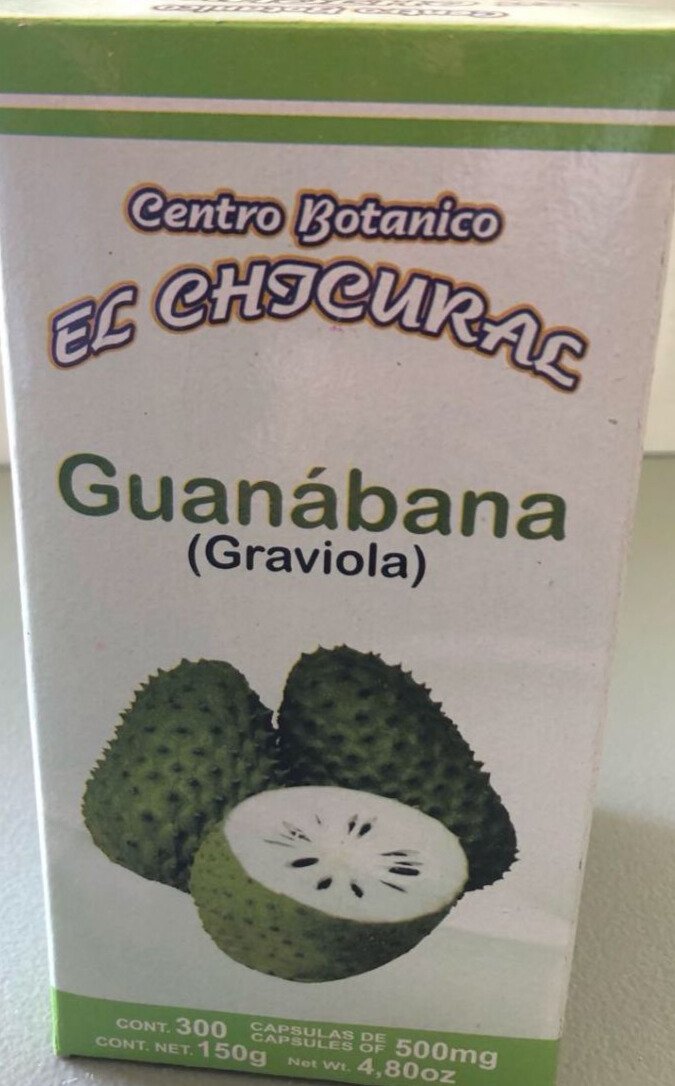 Centro Botanico
EL CHICURAL
Guanábana
(Graviola)
CONT. 300 CAPSULAS DE CAPSULES OF 500mg
CONT. NET. 150g Net Wt. 4,80oz